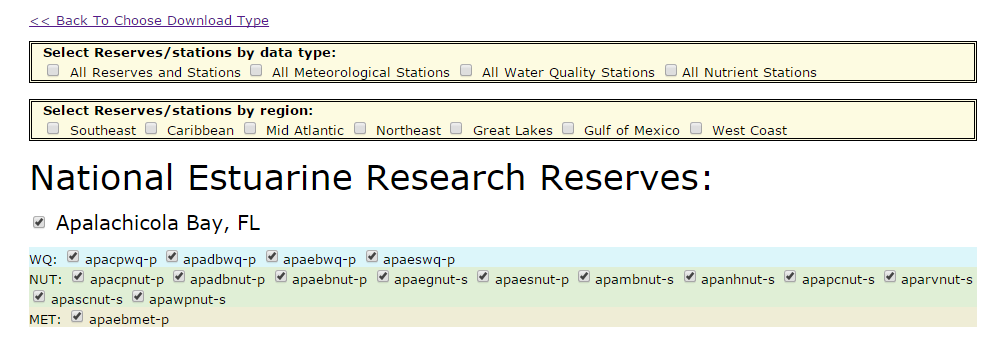 << Back To Choose Download Type
Select Reserves/stations by data type:
All Reserves and Stations All Meteorological Stations All Water Quality Stations All Nutrient Stations
Select Reserves/stations by region:
Southeast Caribbean Mid Atlantic Northeast Great Lakes Gulf of Mexico West Coast
National Estuarine Research Reserves:
Apalachicola Bay, FL
WQ: apacpwq-p apadbwq-p apaebwq-p apaeswq-p
NUT: apacpnut-p apadbnut-p apaebnut-p apaegnut-s apaesnut-p apambnut-s apanhnut-s apapcnut-s aparvnut-s
apascnut-s apawpnut-s
MET: apaebmet-p